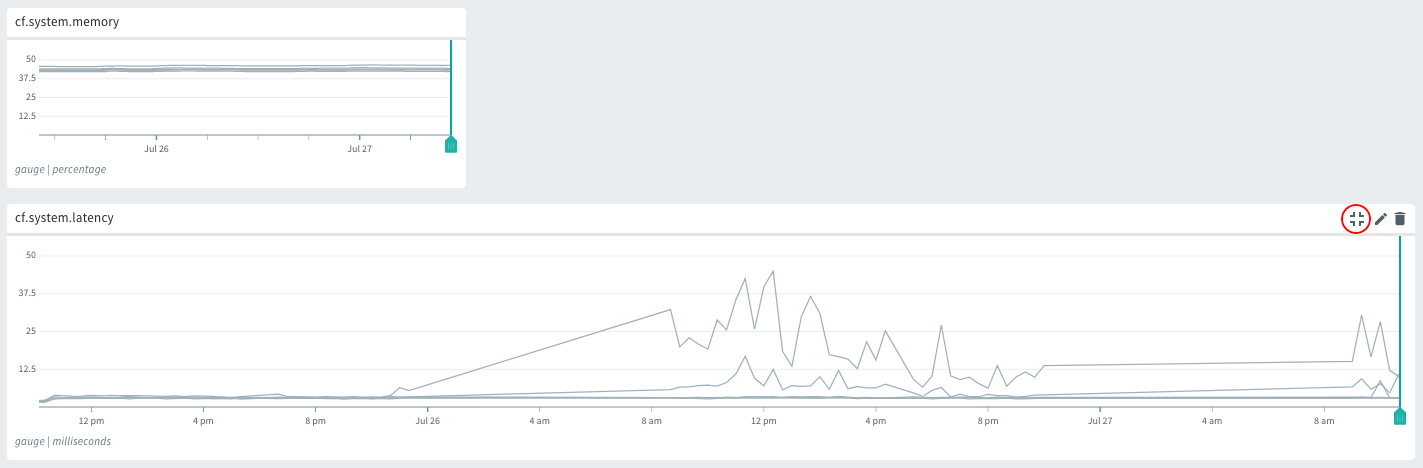 cf.system.memory
50
37.5
25
12.5
Jul 26 Jul 27
gauge | percentage
cf.system.latency
50
37.5
25
12.5
12 pm 4 pm 8 pm Jul 26 4 am 8 am 12 pm 4 pm 8 pm Jul 27 4 am 8 am
gauge | milliseconds